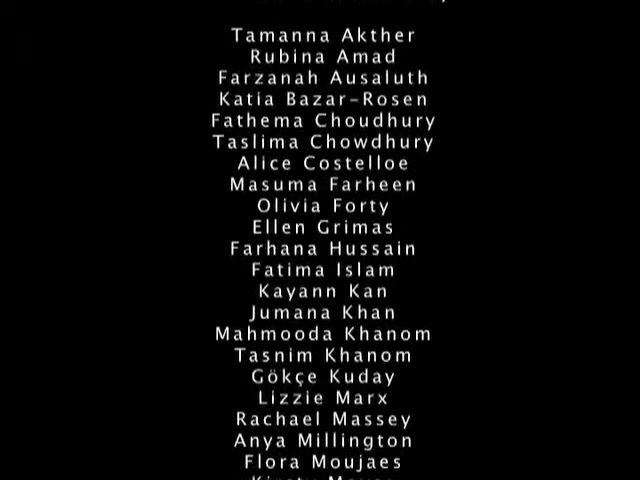 Tamanna Akther
Rubina Amad
Farzanah Ausaluth
Katia Bazar-Rosen
Fathema Choudhury
Taslima Chowdhury
Alice Costelloe
Masuma Farheen
Olivia Forty
Ellen Grimas
Farhana Hussain
Fatima Islam
Kayann Kan
Jumana Khan
Mahmooda Khanom
Tasnim Khanom
Gökçe Kuday
Lizzie Marx
Rachael Massey
Anya Millington
Flora Moujaes